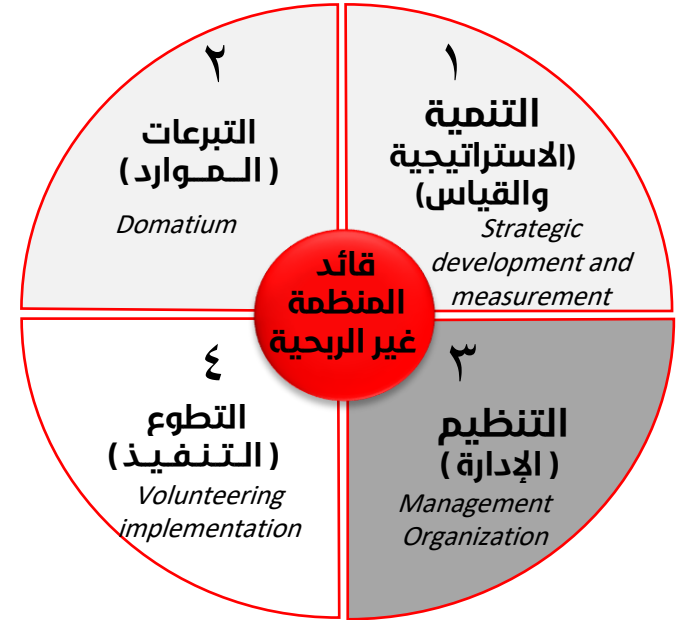 ١
التنمية
(الاستراتيجية
والقياس)
Strategic
development and
measurement
٢
التبرعات
(الـمـوارد)
Domatium
قائد
المنظمة
غير الربحية
٣
التنظيم
(الإدارة)
Management
Organization
٤
التطوع
(الـتـنـفـيـذ)
Volunteering
implementation